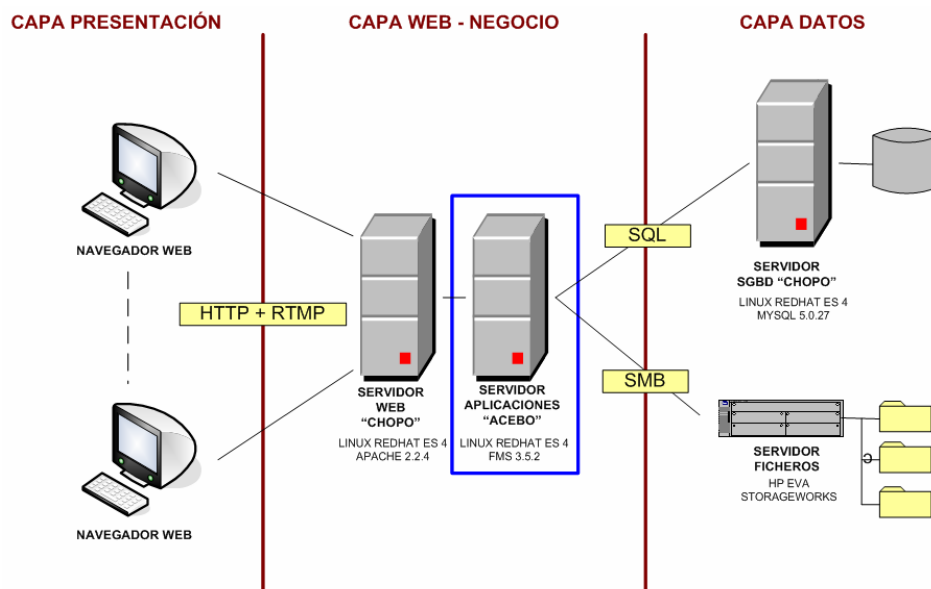 CAPA PRESENTACIÓN
CAPA WEB - NEGOCIO
CAPA DATOS
NAVEGADOR WEB
HTTP + RTMP
NAVEGADOR WEB
SERVIDOR
WEB
“CHOPO”
LINUX REDHAT ES 4
APACHE 2.2.4
SERVIDOR
APLICACIONES
“ACEBO”
LINUX REDHAT ES 4
FMS 3.5.2
SQL
SMB
SERVIDOR
SGBD “CHOPO”
LINUX REDHAT ES 4
MYSQL 5.0.27
SERVIDOR
FICHEROS
HP EVA
STORAGEWORKS